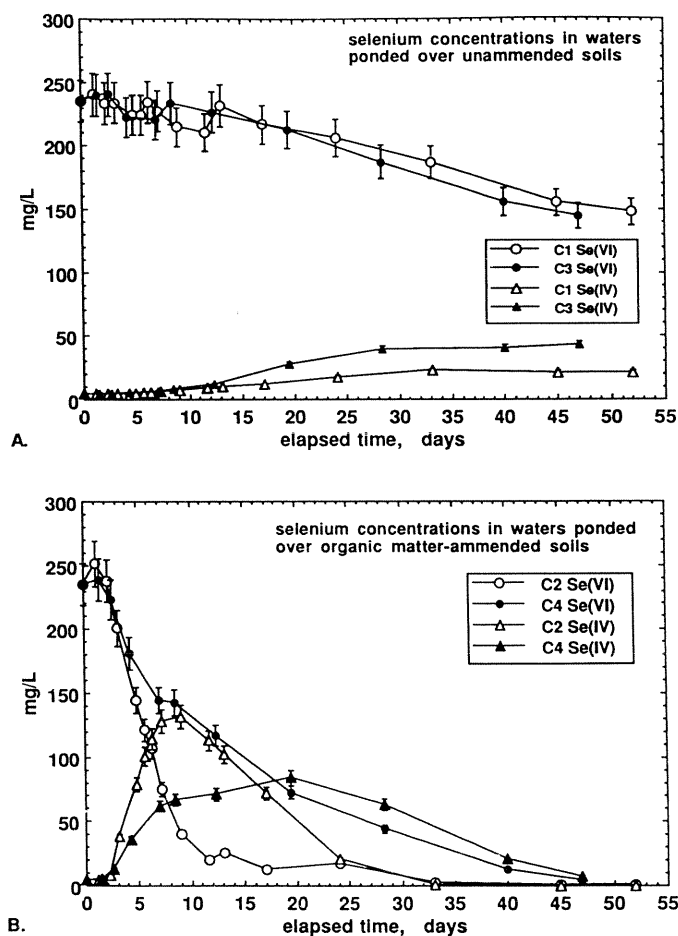 300
250
200
150
100
50
0
mg/L
selenium concentrations in waters
ponded over unammended soils
C1 Se(VI)
C3 Se(VI)
C1 Se(IV)
C3 Se(IV)
0 5 10 15 20 25 30 35 40 45 50 55
elapsed time, days
A.
300
250
200
150
100
50
0
mg/L
selenium concentrations in waters ponded
over organic matter-ammended soils
C2 Se(VI)
C4 Se(VI)
C2 Se(IV)
C4 Se(IV)
0 5 10 15 20 25 30 35 40 45 50 55
elapsed time, days
B.